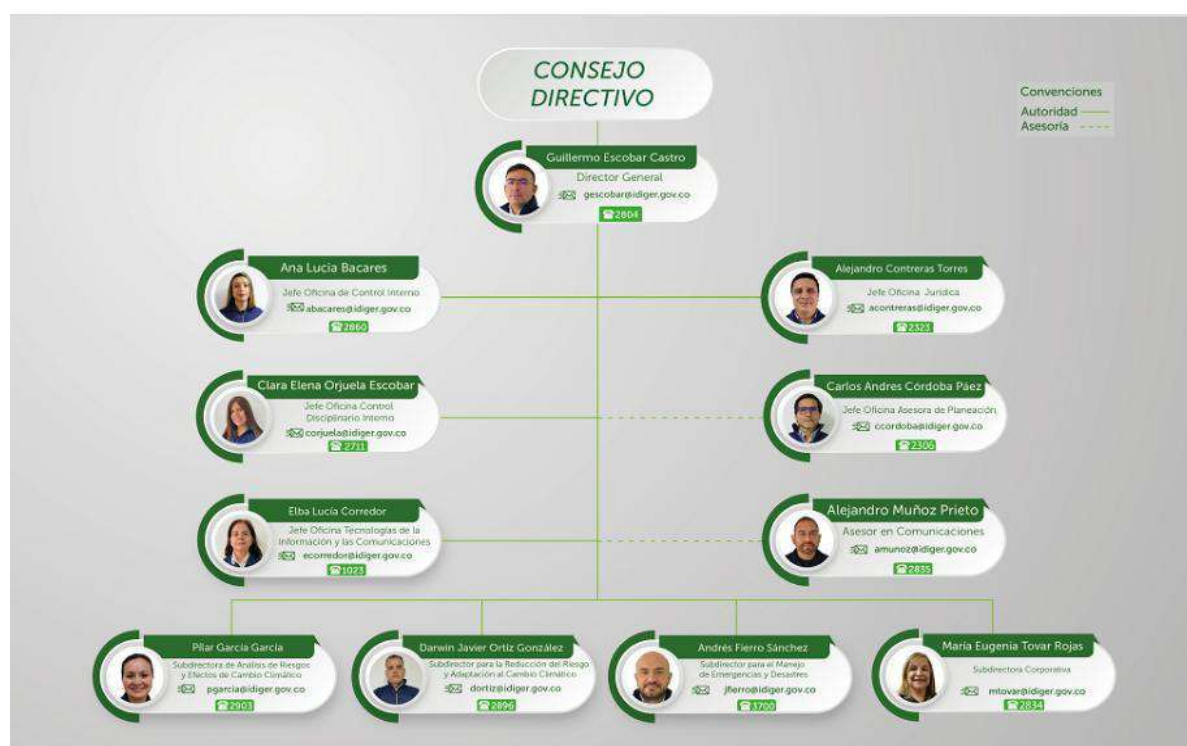 CONSEJO
DIRECTIVO
Convenciones
Autoridad
Asesoría
Guillermo Escobar Castro
Director General
gescobar@idiger.gov.co
2804
Ana Lucia Bacares
Jefe Oficina de Control Interno
abacares@idiger.gov.co
2860
Alejandro Contreras Torres
Jefe Oficina Jurídica
acontreras@idiger.gov.co
2323
Clara Elena Orjuela Escobar
Jefe Oficina Control
Disciplinario Interno
corjuela@idiger.gov.co
2711
Carlos Andres Córdoba Páez
Jefe Oficina Asesora de Planeación
ccordoba@idiger.gov.co
2306
Elba Lucía Corredor
Jefe Oficina Tecnologías de la
Información y las Comunicaciones
ecorredor@idiger.gov.co
1023
Alejandro Muñoz Prieto
Asesor en Comunicaciones
amunoz@idiger.gov.co
2835
Pilar García García
Subdirectora de Análisis de Riesgos
y Efectos de Cambio Climático
pgarcia@idiger.gov.co
2903
Darwin Javier Ortiz González
Subdirector para la Reducción del Riesgo
y Adaptación al Cambio Climático
dortiz@idiger.gov.co
2896
Andrés Fierro Sánchez
Subdirector para el Manejo
de Emergencias y Desastres
jfierro@idiger.gov.co
3700
María Eugenia Tovar Rojas
Subdirectora Corporativa
mtovar@idiger.gov.co
2834